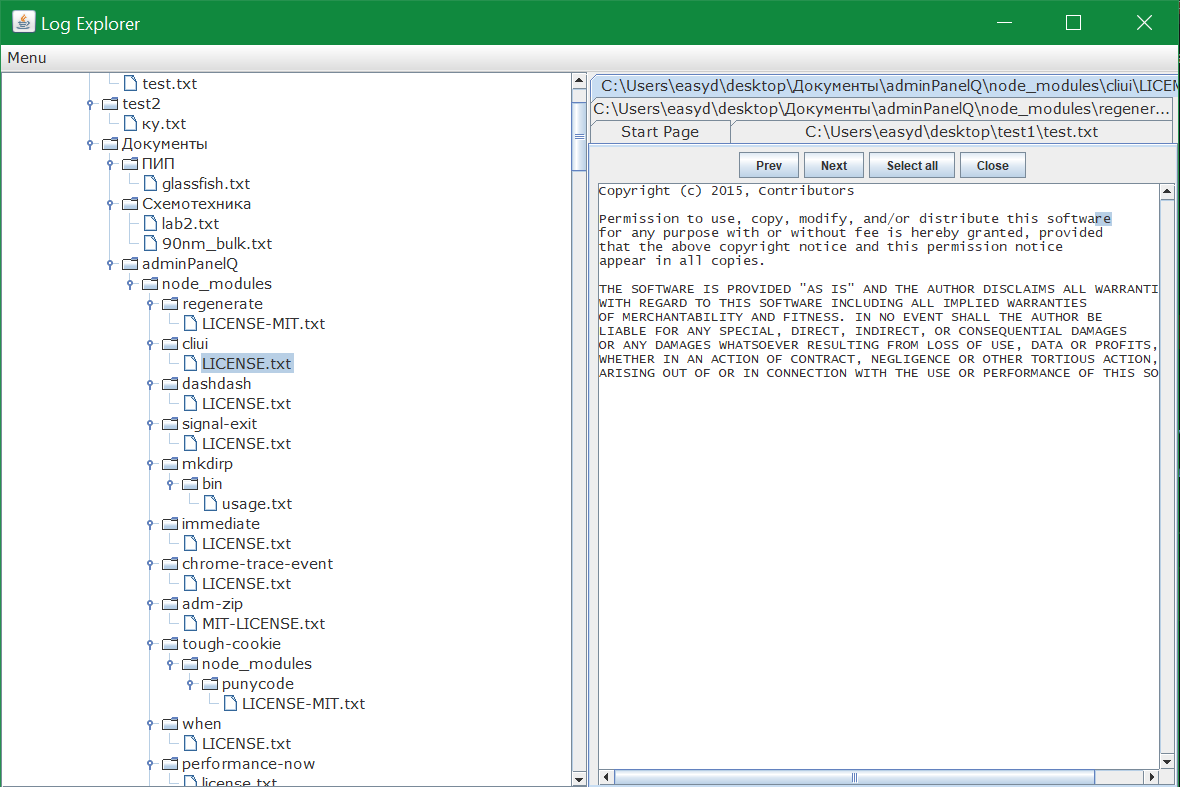 Log Explorer
Menu
test.txt
test2
ку.txt
Документы
ПИП
glassfish.txt
Схемотехника
lab2.txt
90nm_bulk.txt
adminPanelQ
node_modules
regenerate
LICENSE-MIT.txt
cliui
LICENSE.txt
dashdash
LICENSE.txt
signal-exit
LICENSE.txt
mkdirp
bin
usage.txt
immediate
LICENSE.txt
chrome-trace-event
LICENSE.txt
adm-zip
MIT-LICENSE.txt
tough-cookie
node_modules
punycode
LICENSE-MIT.txt
when
LICENSE.txt
performance-now
license.txt
C:\Users\easyd\desktop\Документы\adminPanelQ\node_modules\cliui\LICEN
C:\Users\easyd\desktop\Документы\adminPanelQ\node_modules\regener...
Start Page C:\Users\easyd\desktop\test1\test.txt
Prev Next Select all Close
Copyright (c) 2015, Contributors
Permission to use, copy, modify, and/or distribute this software
for any purpose with or without fee is hereby granted, provided
that the above copyright notice and this permission notice
appear in all copies.
THE SOFTWARE IS PROVIDED "AS IS" AND THE AUTHOR DISCLAIMS ALL WARRANTI
WITH REGARD TO THIS SOFTWARE INCLUDING ALL IMPLIED WARRANTIES
OF MERCHANTABILITY AND FITNESS. IN NO EVENT SHALL THE AUTHOR BE
LIABLE FOR ANY SPECIAL, DIRECT, INDIRECT, OR CONSEQUENTIAL DAMAGES
OR ANY DAMAGES WHATSOEVER RESULTING FROM LOSS OF USE, DATA OR PROFITS,
WHETHER IN AN ACTION OF CONTRACT, NEGLIGENCE OR OTHER TORTIOUS ACTION,
ARISING OUT OF OR IN CONNECTION WITH THE USE OR PERFORMANCE OF THIS SO